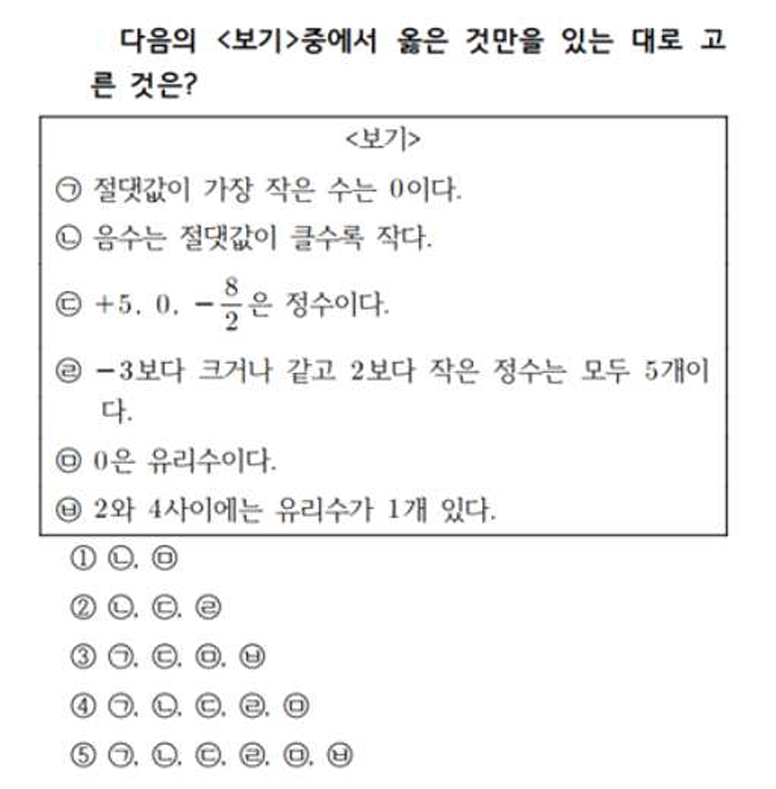 다음의 <보기>중에서 옳은 것만을 있는 대로 고
른 것은?
<보기>
㉠ 절댓값이 가장 작은 수는 0이다.
㉡ 음수는 절댓값이 클수록 작다.
㉢ +5, 0, -8/2은 정수이다.
㉣ -3보다 크거나 같고 2보다 작은 정수는 모두 5개이
다.
㉤ 0은 유리수이다.
㉥ 2와 4사이에는 유리수가 1개 있다.
① ㉡, ㉤
② ㉡, ㉢, ㉣
③ ㉠, ㉢, ㉤, ㉥
④ ㉠, ㉡, ㉢, ㉣, ㉤
⑤ ㉠, ㉡, ㉢, ㉣, ㉤, ㉥